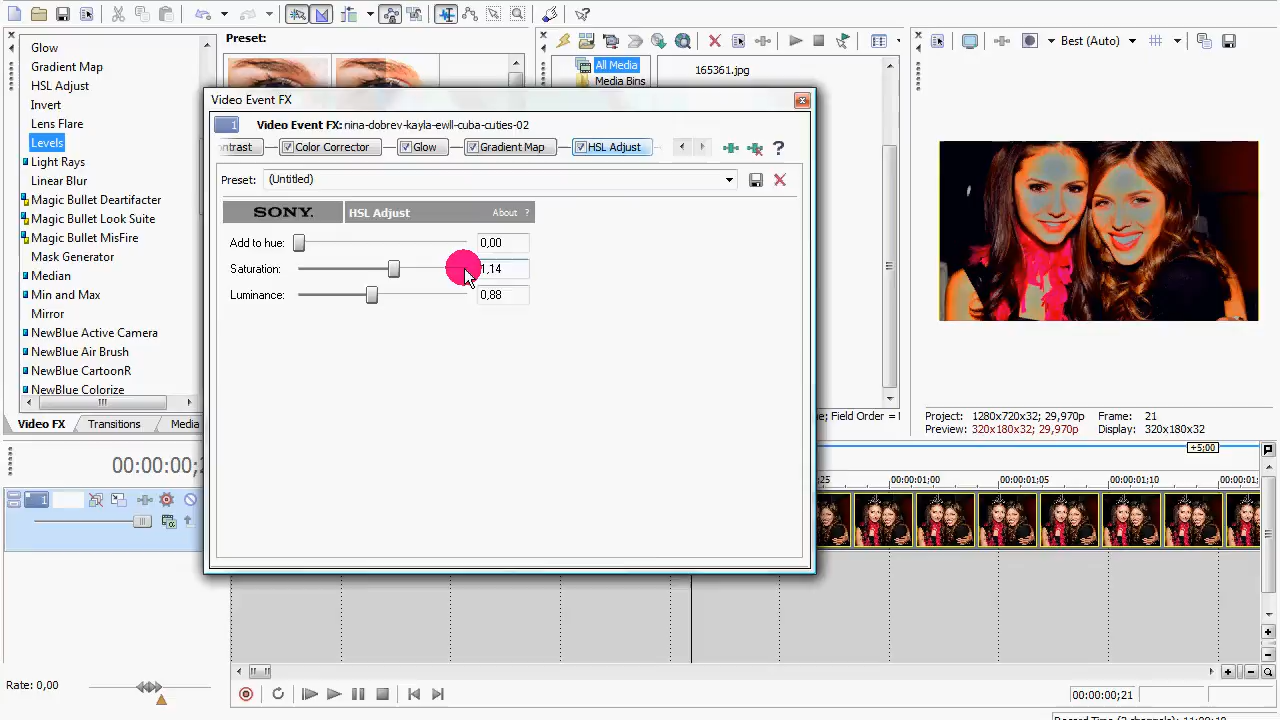 Glow
Gradient Map
HSL Adjust
Invert
Lens Flare
Levels
Light Rays
Linear Blur
Magic Bullet Deartifacter
Magic Bullet Look Suite
Magic Bullet MisFire
Mask Generator
Median
Min and Max
Mirror
NewBlue Active Camera
NewBlue Air Brush
NewBlue CartoonR
NewBlue Colorize
Video FX
Transitions
Media
Preset:
All Media
Media Bins
165361.jpg
Best (Auto)
Video Event FX
1
Video Event FX: nina-dobrev-kayla-ewll-cuba-cuties-02
Color Corrector
Glow
Gradient Map
HSL Adjust
Preset: (Untitled)
SONY. HSL Adjust About ?
Add to hue: 0,00
Saturation: 1,14
Luminance: 0,88
Project: 1280x720x32; 29,970p
Frame: 21
Preview: 320x180x32; 29,970p
Display: 320x180x32
+5;00
00:00:01;00
00:00:01;05
00:00:01;10
1
Rate: 0,00
00:00:00;21